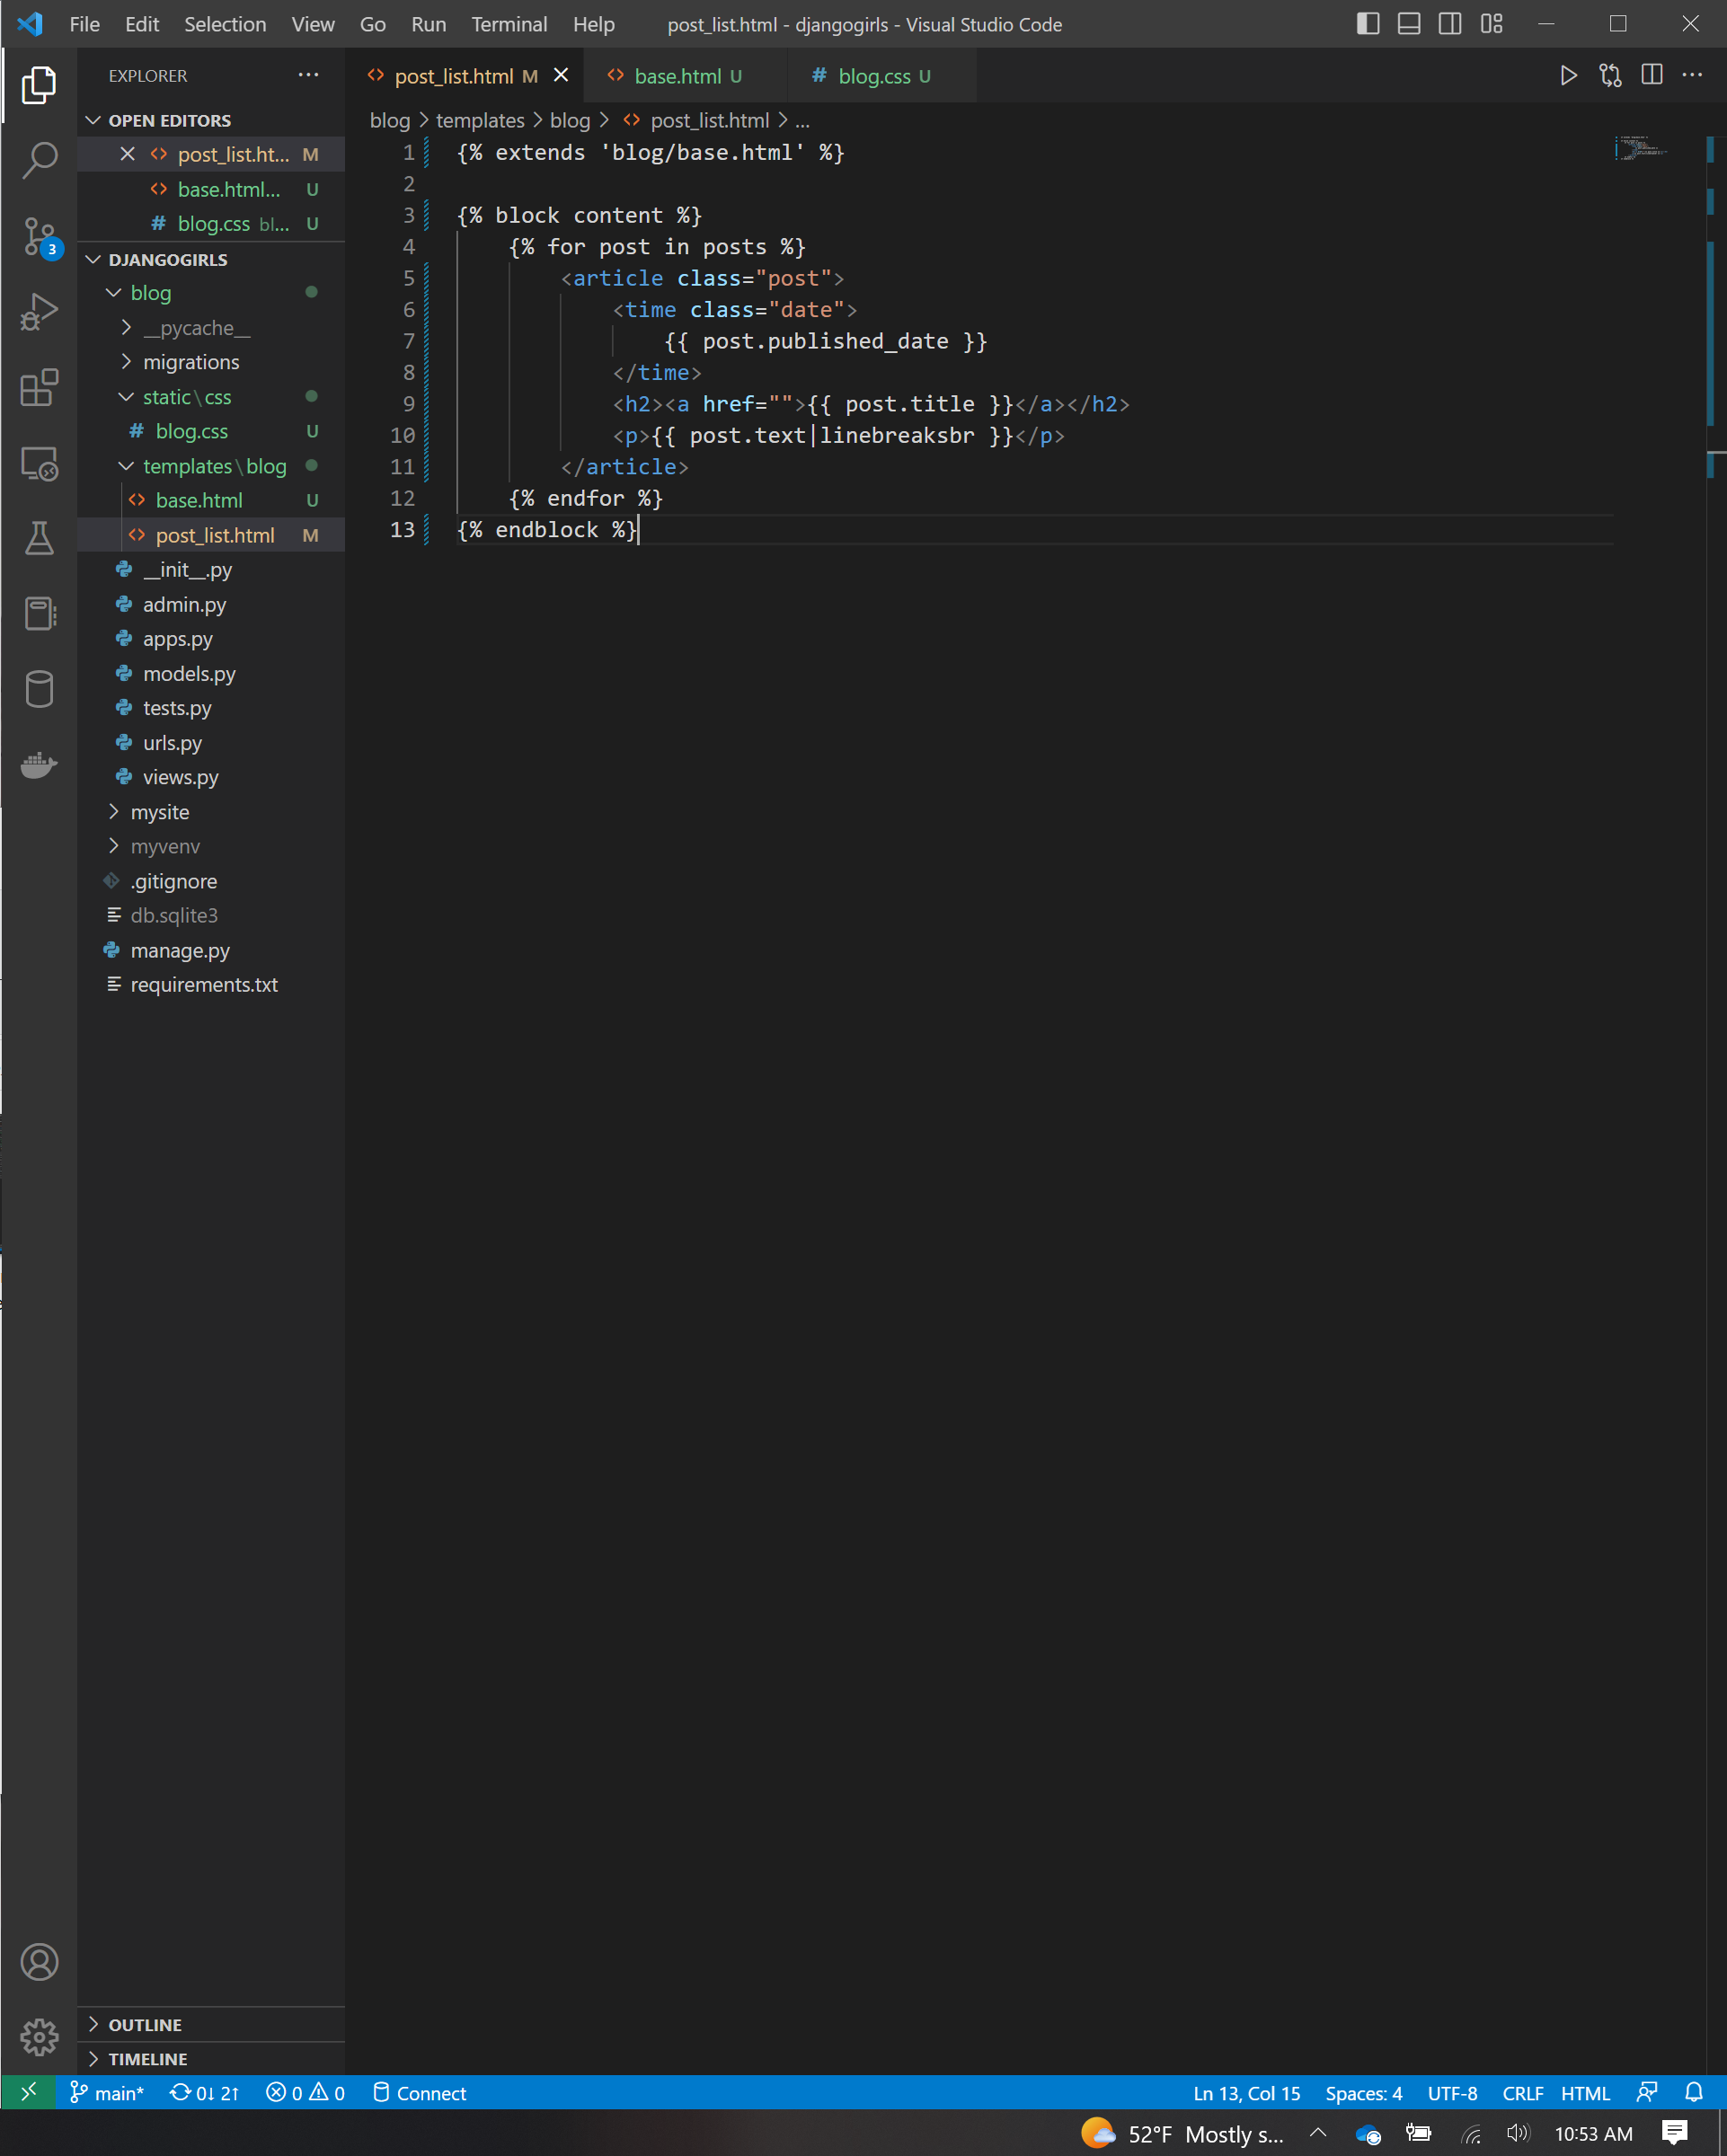 File Edit Selection View Go Run Terminal Help post_list.html - djangogirls - Visual Studio Code
EXPLORER
OPEN EDITORS
post_list.ht... M
base.html... U
blog.css bl... U
3
DJANGOGIRLS
blog
__pycache__
migrations
static\css
blog.css U
templates\blog
base.html U
post_list.html M
__init__.py
admin.py
apps.py
models.py
tests.py
urls.py
views.py
mysite
myvenv
.gitignore
db.sqlite3
manage.py
requirements.txt
OUTLINE
TIMELINE
post_list.html M base.html U # blog.css U
blog > templates > blog > <> post_list.html > ...
1 {% extends 'blog/base.html' %}
2
3 {% block content %}
4     {% for post in posts %}
5         <article class="post">
6             <time class="date">
7                 {{ post.published_date }}
8             </time>
9             <h2><a href="">{{ post.title }}</a></h2>
10             <p>{{ post.text|linebreaksbr }}</p>
11         </article>
12     {% endfor %}
13 {% endblock %}
main* 0↓ 2↑ 0 0 Connect Ln 13, Col 15 Spaces: 4 UTF-8 CRLF HTML
52°F Mostly s... 10:53 AM